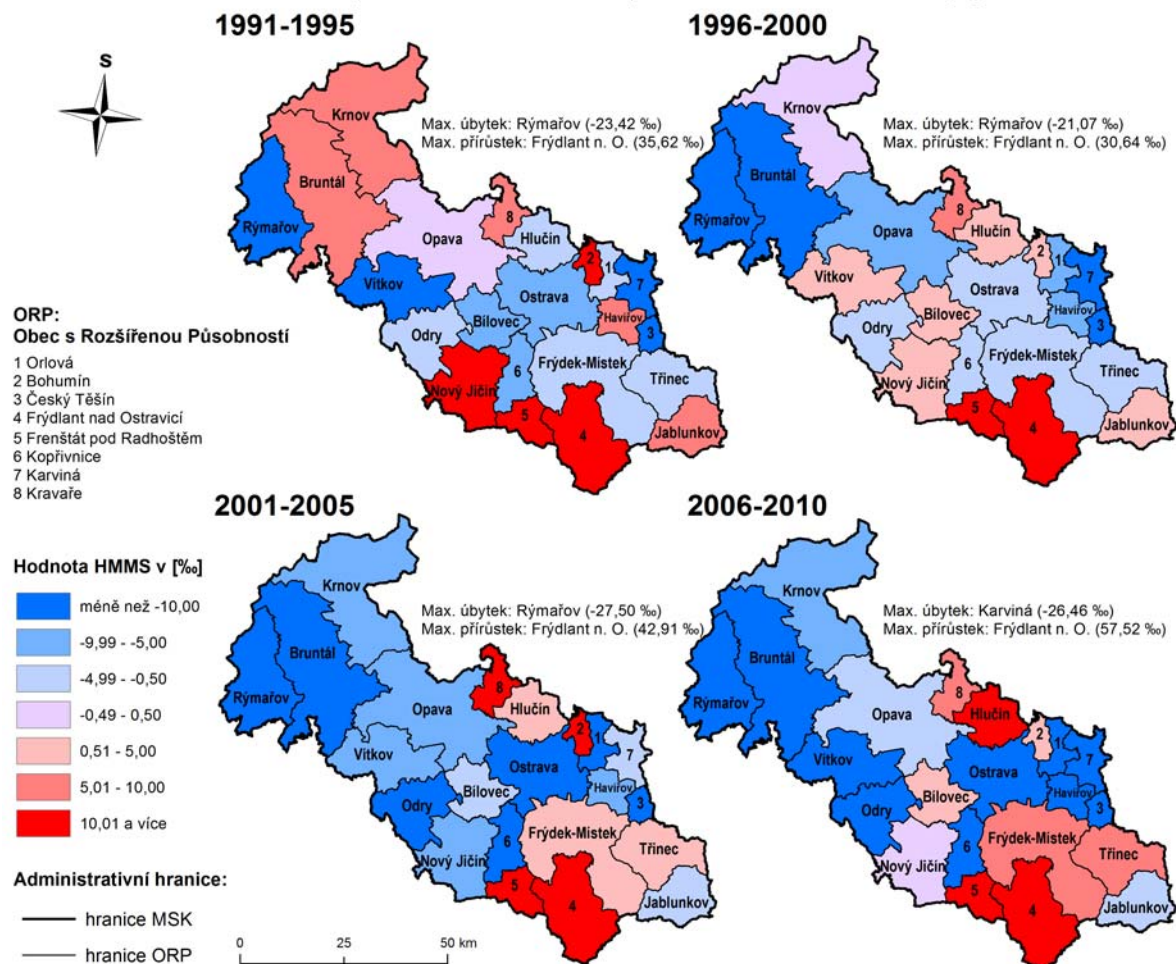 1991-1995
S
Krnov
Bruntál
Rýmařov
Opava
8
Hlučín
2
1
7
Vítkov
Ostrava
Bílovec
Havířov
3
Odry
6
Frýdek-Místek
Třinec
Nový Jičín
5
4
Jablunkov
Max. úbytek: Rýmařov (-23,42 ‰)
Max. přírůstek: Frýdlant n. O. (35,62 ‰)
1996-2000
Krnov
Bruntál
Rýmařov
Opava
8
Hlučín
2
1
7
Vítkov
Ostrava
Bílovec
Havířov
3
Odry
6
Frýdek-Místek
Třinec
Nový Jičín
5
4
Jablunkov
Max. úbytek: Rýmařov (-21,07 ‰)
Max. přírůstek: Frýdlant n. O. (30,64 ‰)
ORP:
Obec s Rozšířenou Působností
1 Orlová
2 Bohumín
3 Český Těšín
4 Frýdlant nad Ostravicí
5 Frenštát pod Radhoštěm
6 Kopřivnice
7 Karviná
8 Kravaře
2001-2005
Krnov
Bruntál
Rýmařov
Opava
8
Hlučín
2
1
7
Vítkov
Ostrava
Bílovec
Havířov
3
Odry
6
Frýdek-Místek
Třinec
Nový Jičín
5
4
Jablunkov
Max. úbytek: Rýmařov (-27,50 ‰)
Max. přírůstek: Frýdlant n. O. (42,91 ‰)
2006-2010
Krnov
Bruntál
Rýmařov
Opava
8
Hlučín
2
1
7
Vítkov
Ostrava
Bílovec
Havířov
3
Odry
6
Frýdek-Místek
Třinec
Nový Jičín
5
4
Jablunkov
Max. úbytek: Karviná (-26,46 ‰)
Max. přírůstek: Frýdlant n. O. (57,52 ‰)
Hodnota HMMS v [‰]
méně než -10,00
-9,99 - -5,00
-4,99 - -0,50
-0,49 - 0,50
0,51 - 5,00
5,01 - 10,00
10,01 a více
Administrativní hranice:
hranice MSK
hranice ORP
0 25 50 km